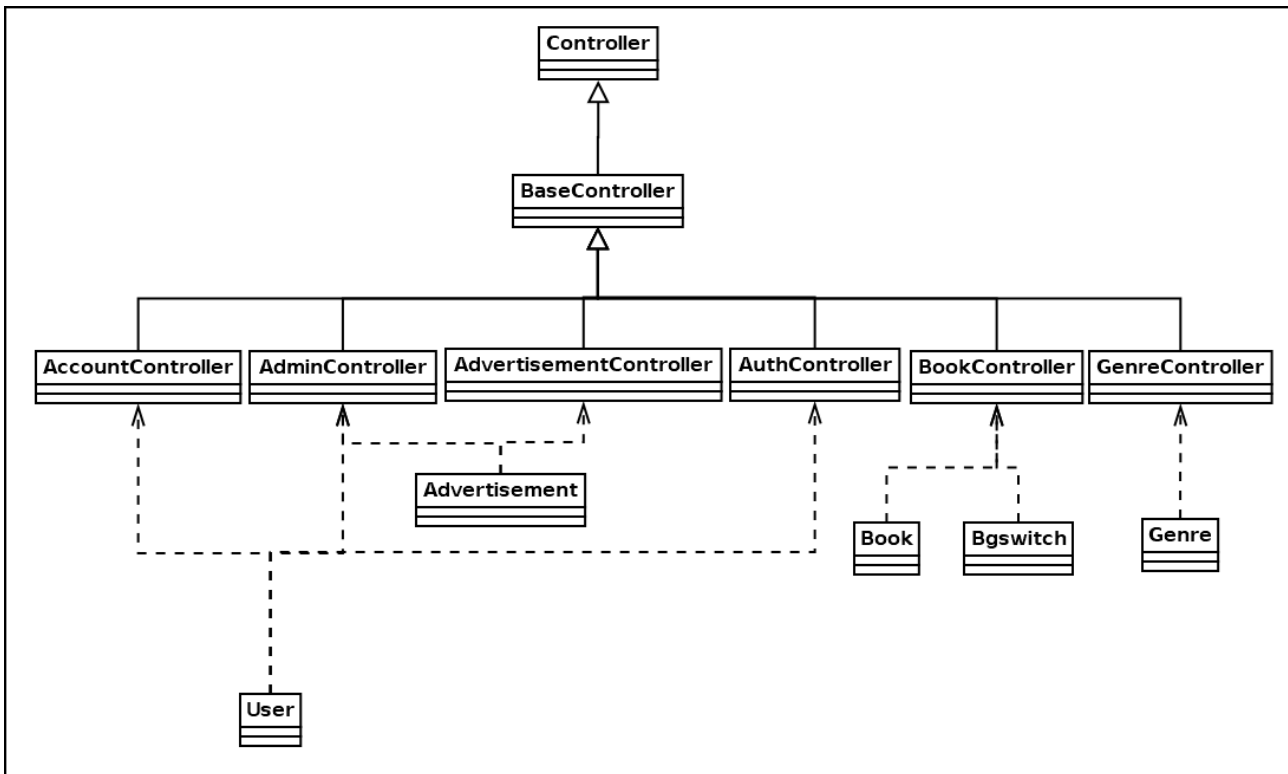 Controller
BaseController
AccountController
AdminController
AdvertisementController
AuthController
BookController
GenreController
Advertisement
Book
Bgswitch
Genre
User